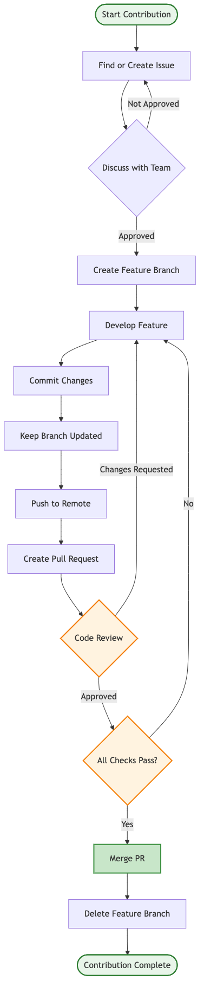 Start Contribution
Find or Create Issue
Not Approved
Discuss with Team
Approved
Create Feature Branch
Develop Feature
Commit Changes
Keep Branch Updated
Changes Requested
Push to Remote
No
Create Pull Request
Code Review
Approved
All Checks Pass?
Yes
Merge PR
Delete Feature Branch
Contribution Complete